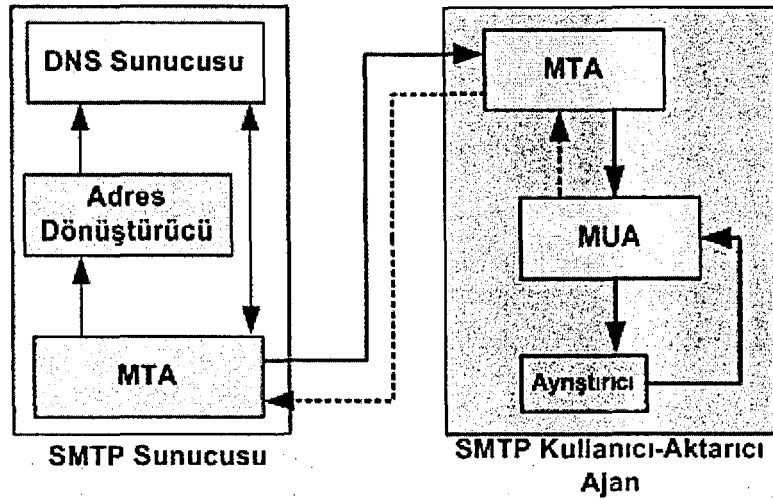 DNS Sunucusu
Adres
Dönüştürücü
MTA
SMTP Sunucusu
MTA
MUA
Ayrıştırıcı
SMTP Kullanıcı-Aktarıcı
Ajan